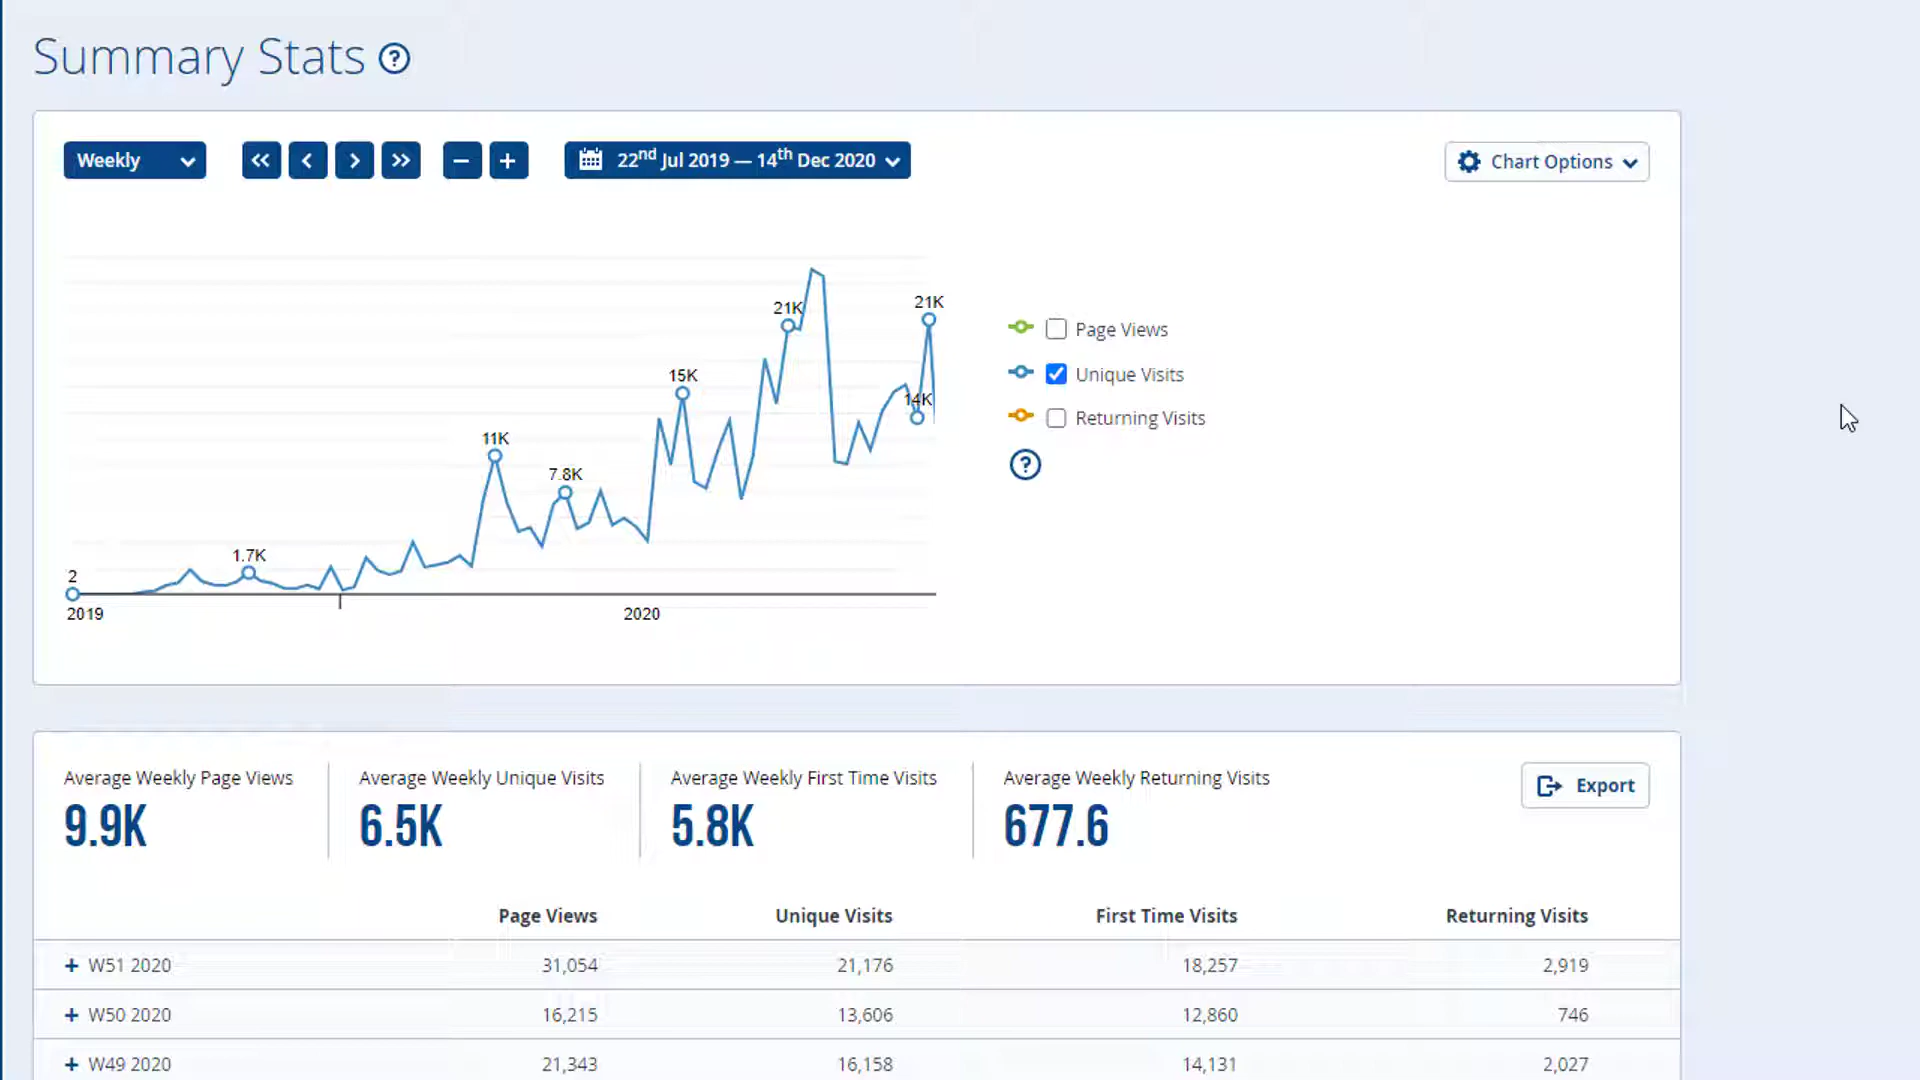 Summary Stats ?
Weekly
22nd Jul 2019 — 14th Dec 2020
Chart Options
21K
21K
15K
14K
11K
7.8K
1.7K
2
2019
2020
Page Views
Unique Visits
Returning Visits
?
Average Weekly Page Views
9.9K
Average Weekly Unique Visits
6.5K
Average Weekly First Time Visits
5.8K
Average Weekly Returning Visits
677.6
Export
Page Views Unique Visits First Time Visits Returning Visits
+ W51 2020 31,054 21,176 18,257 2,919
+ W50 2020 16,215 13,606 12,860 746
+ W49 2020 21,343 16,158 14,131 2,027